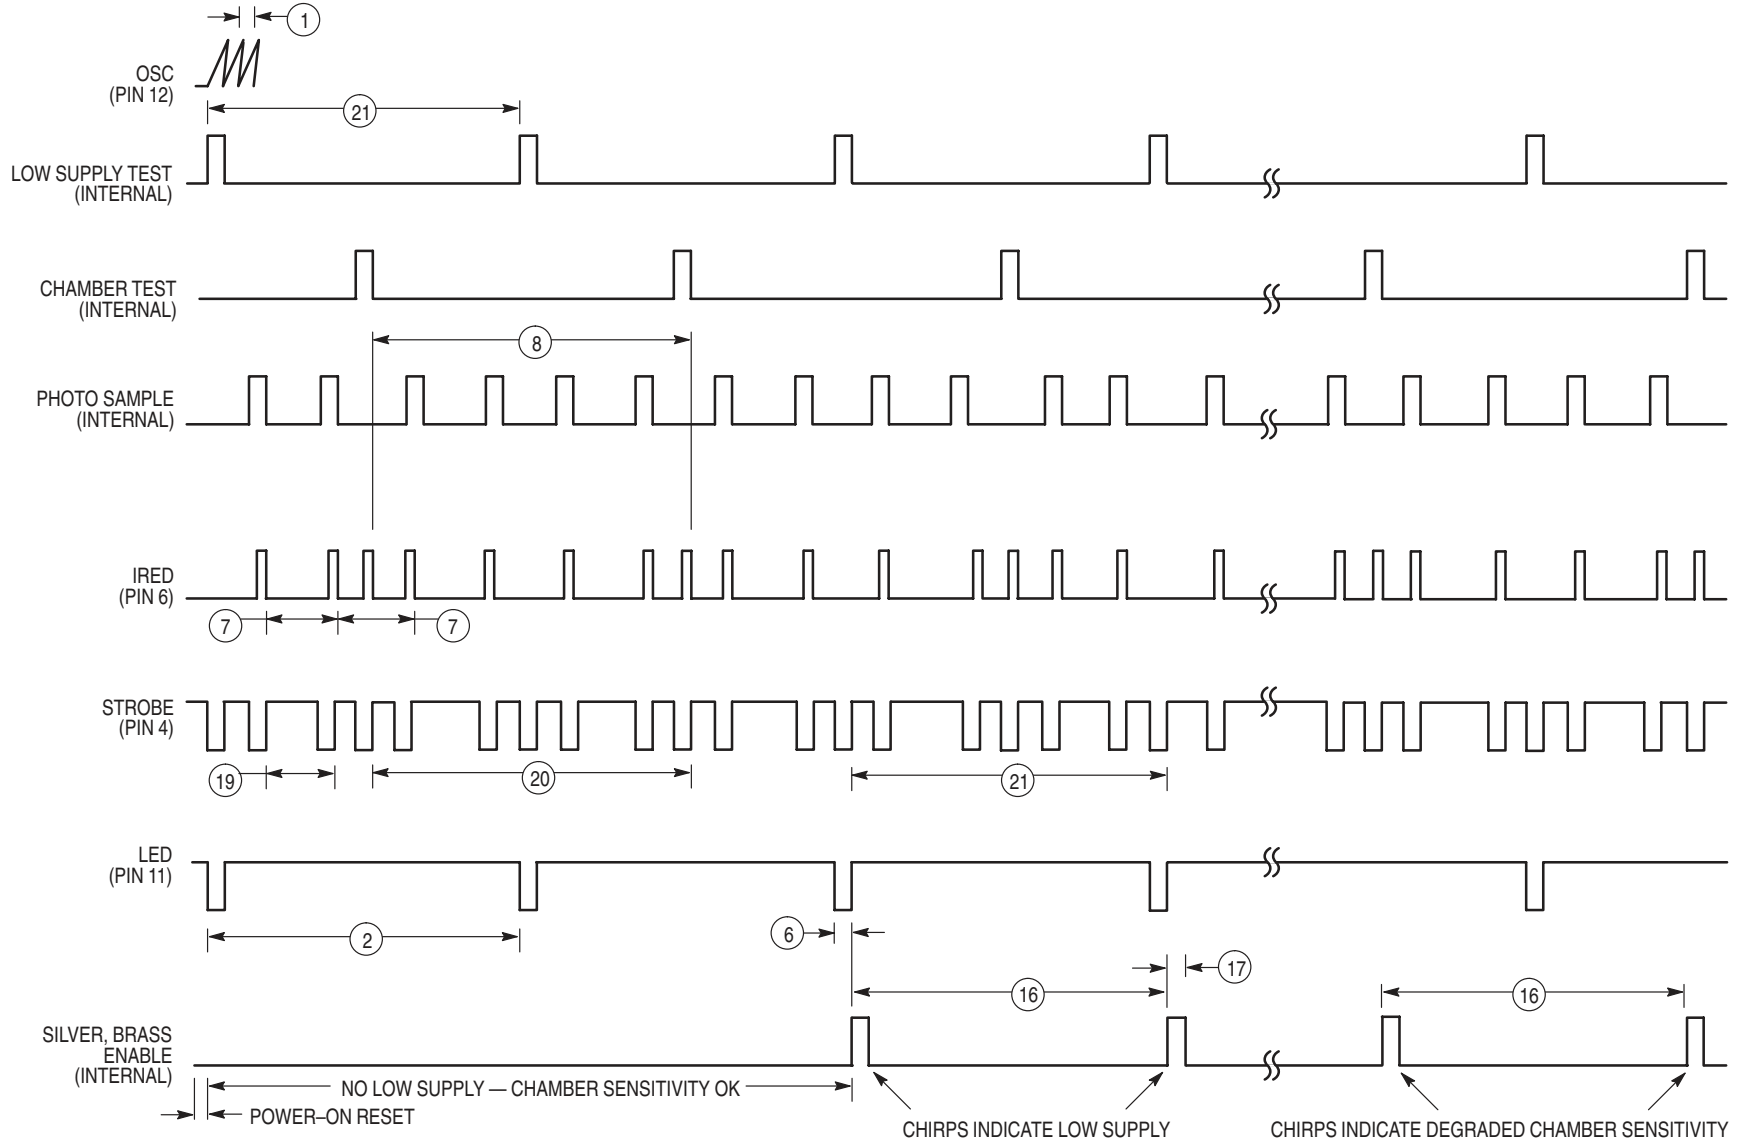 1
OSC
(PIN 12)
21
LOW SUPPLY TEST
(INTERNAL)
CHAMBER TEST
(INTERNAL)
8
PHOTO SAMPLE
(INTERNAL)
IRED
(PIN 6)
7
7
STROBE
(PIN 4)
19
20
21
LED
(PIN 11)
2
6
17
16
16
SILVER, BRASS
ENABLE
(INTERNAL)
NO LOW SUPPLY — CHAMBER SENSITIVITY OK
POWER–ON RESET
CHIRPS INDICATE LOW SUPPLY
CHIRPS INDICATE DEGRADED CHAMBER SENSITIVITY